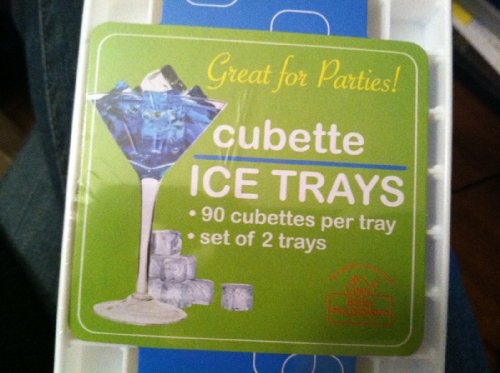 Great for Parties!
cubette
ICE TRAYS
• 90 cubettes per tray
• set of 2 trays